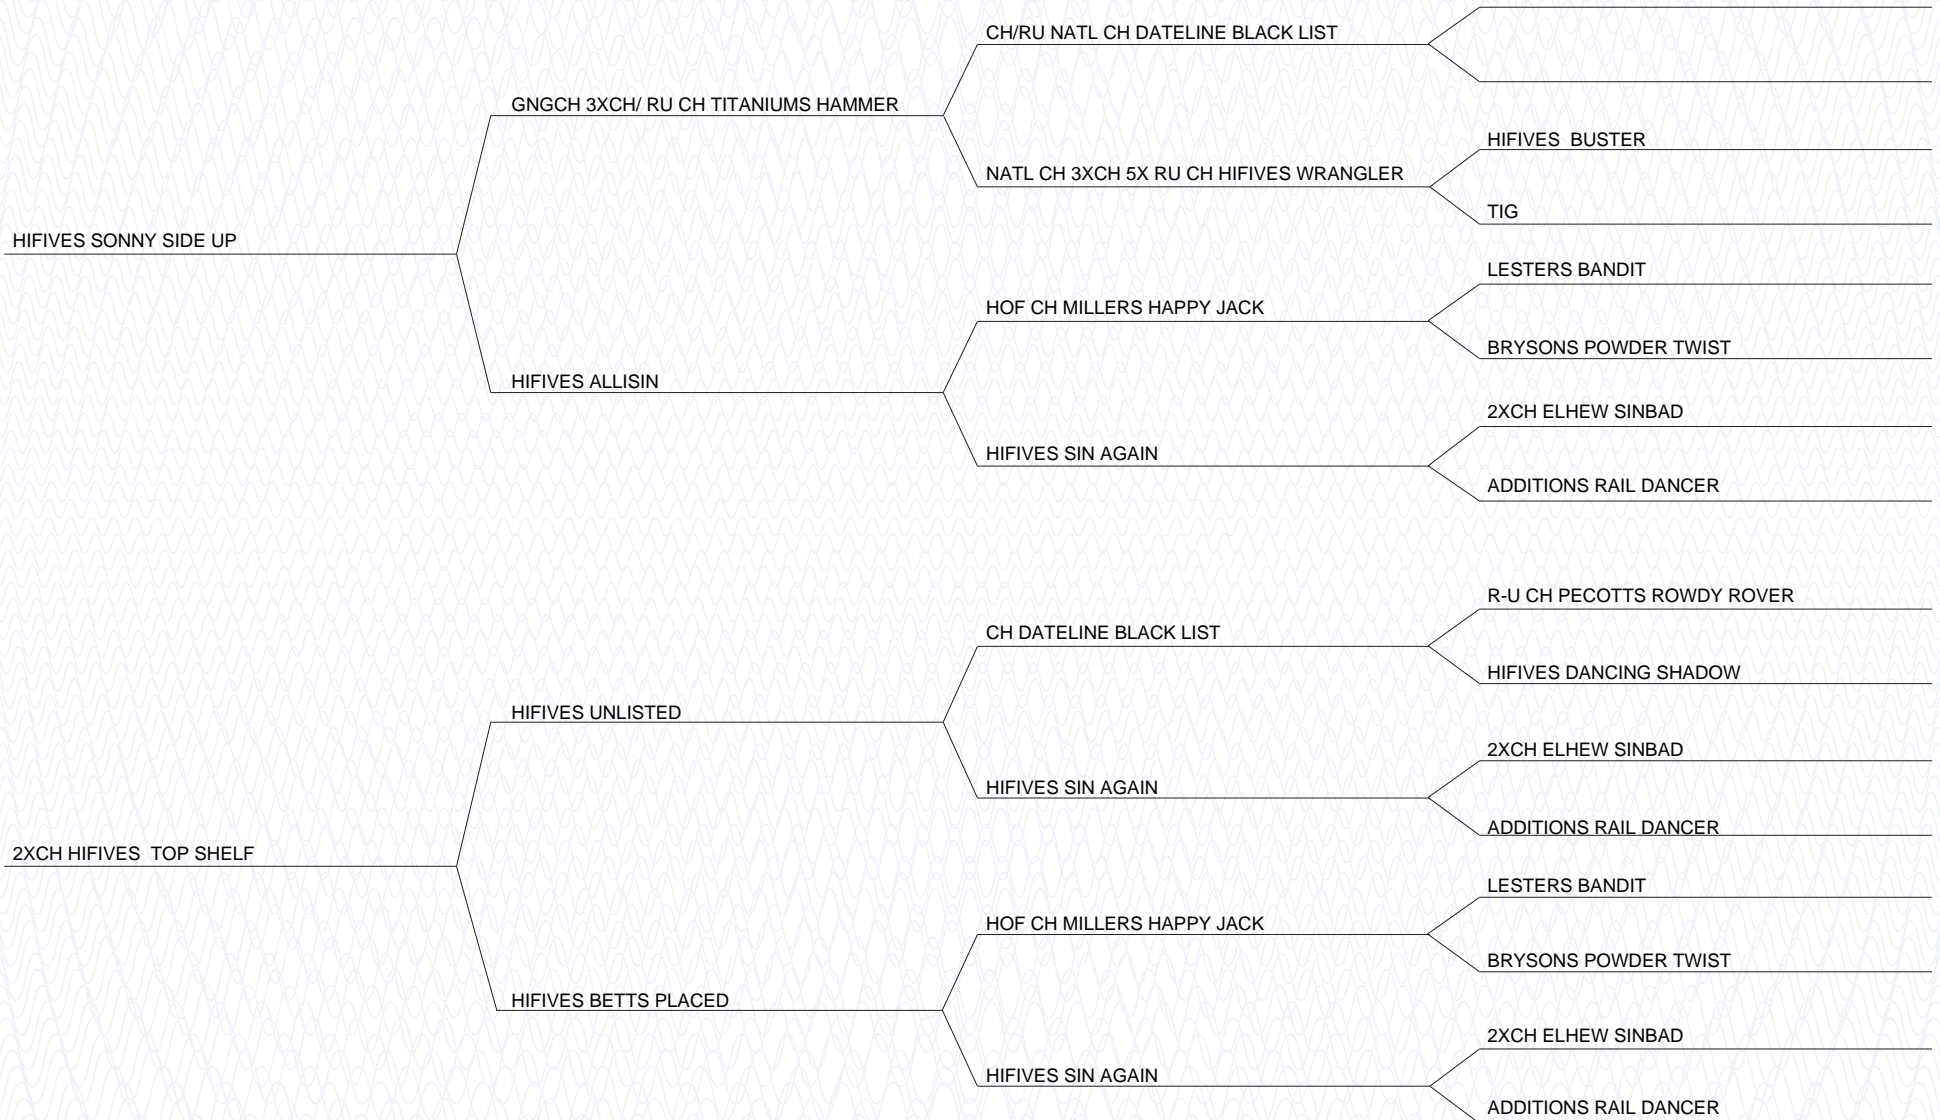 CH/RU NATL CH DATELINE BLACK LIST
GNGCH 3XCH/ RU CH TITANIUMS HAMMER
HIFIVES  BUSTER
NATL CH 3XCH 5X RU CH HIFIVES WRANGLER
TIG
HIFIVES SONNY SIDE UP
LESTERS BANDIT
HOF CH MILLERS HAPPY JACK
BRYSONS POWDER TWIST
HIFIVES ALLISIN
2XCH ELHEW SINBAD
HIFIVES SIN AGAIN
ADDITIONS RAIL DANCER
R-U CH PECOTTS ROWDY ROVER
CH DATELINE BLACK LIST
HIFIVES DANCING SHADOW
HIFIVES UNLISTED
2XCH ELHEW SINBAD
HIFIVES SIN AGAIN
ADDITIONS RAIL DANCER
2XCH HIFIVES  TOP SHELF
LESTERS BANDIT
HOF CH MILLERS HAPPY JACK
BRYSONS POWDER TWIST
HIFIVES BETTS PLACED
2XCH ELHEW SINBAD
HIFIVES SIN AGAIN
ADDITIONS RAIL DANCER